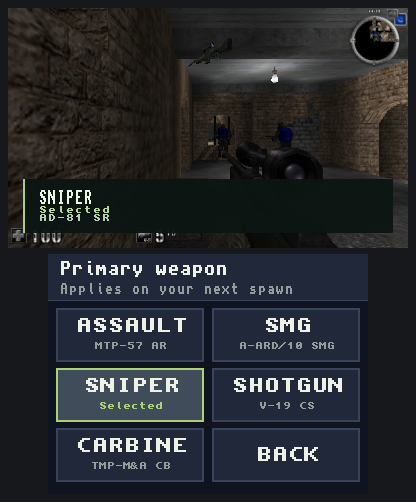 SNIPER
Selected
AD-81 SR
100
Primary weapon
Applies on your next spawn
ASSAULT
MTP-57 AR
SMG
A-ARD/10 SMG
SNIPER
Selected
SHOTGUN
V-19 CS
CARBINE
TMP-M&A CB
BACK